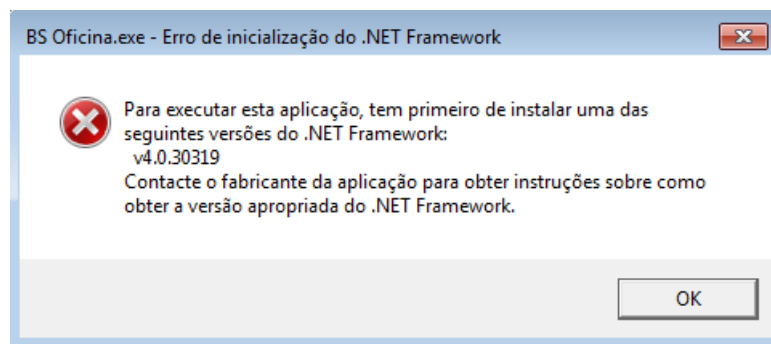 BS Oficina.exe - Erro de inicialização do .NET Framework
Para executar esta aplicação, tem primeiro de instalar uma das
seguintes versões do .NET Framework:
v4.0.30319
Contacte o fabricante da aplicação para obter instruções sobre como
obter a versão apropriada do .NET Framework.
OK